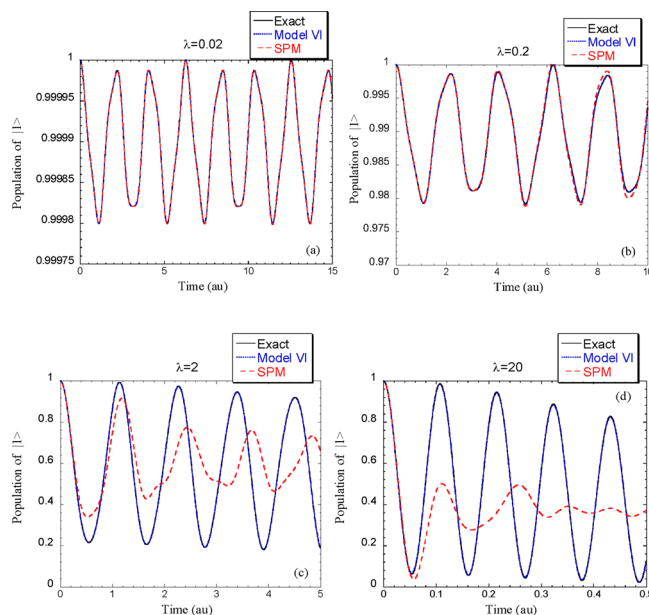 Exact
Model VI
SPM
λ=0.02
1
0.99995
0.9999
0.99985
0.9998
0.99975
Population of ||1>
0
5
10
15
Time (au)
(a)
Exact
Model VI
SPM
λ=0.2
1
0.995
0.99
0.985
0.98
0.975
0.97
Population of ||1>
0
2
4
6
8
10
Time (au)
(b)
Exact
Model VI
SPM
λ=2
1
0.8
0.6
0.4
0.2
0
Population of ||1>
0
1
2
3
4
5
Time (au)
(c)
Exact
Model VI
SPM
λ=20
1
0.8
0.6
0.4
0.2
0
Population of ||1>
0
0.1
0.2
0.3
0.4
0.5
Time (au)
(d)